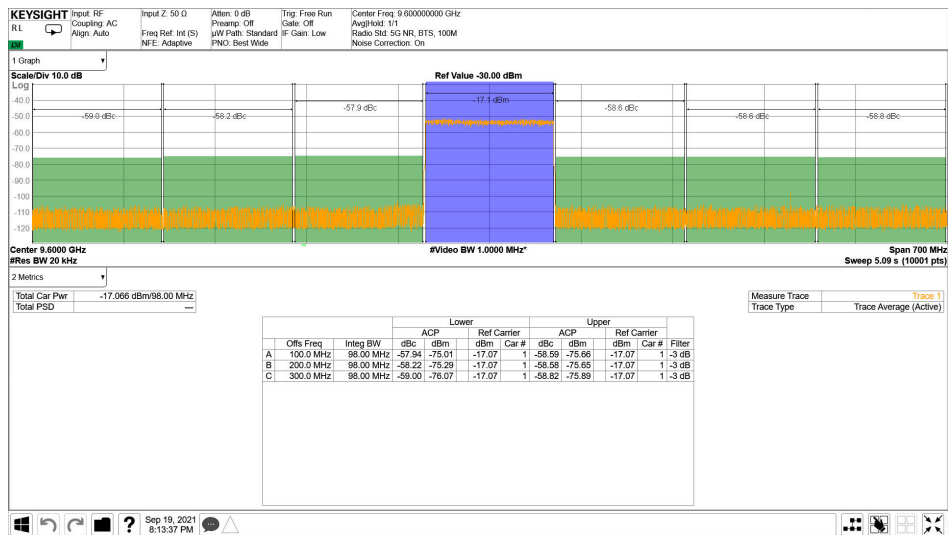 KEYSIGHT Input: RF Input Z: 50 Ω Atten: 0 dB Trig: Free Run Center Freq: 9.600000000 GHz
RL Coupling: AC Preamp: Off Gate: Off Avg|Hold: 1/1
Align: Auto Freq Ref: Int (S) µW Path: Standard IF Gain: Low Radio Std: 5G NR, BTS, 100M
NFE: Adaptive PNO: Best Wide Noise Correction: On
1 Graph
Scale/Div 10.0 dB Ref Value -30.00 dBm
Log
-40.0 -17.1 dBm
-57.9 dBc -58.6 dBc
-50.0 -59.0 dBc -58.2 dBc -58.6 dBc -58.8 dBc
-60.0
-70.0
-80.0
-90.0
-100
-110
-120
Center 9.6000 GHz #Video BW 1.0000 MHz* Span 700 MHz
#Res BW 20 kHz Sweep 5.09 s (10001 pts)
2 Metrics
Total Car Pwr -17.066 dBm/98.00 MHz Measure Trace Trace 1
Total PSD --- Trace Type Trace Average (Active)
Lower Upper
ACP Ref Carrier ACP Ref Carrier
Offs Freq Integ BW dBc dBm dBm Car # dBc dBm dBm Car # Filter
A 100.0 MHz 98.00 MHz -57.94 -75.01 -17.07 1 -58.59 -75.66 -17.07 1 -3 dB
B 200.0 MHz 98.00 MHz -58.22 -75.29 -17.07 1 -58.58 -75.65 -17.07 1 -3 dB
C 300.0 MHz 98.00 MHz -59.00 -76.07 -17.07 1 -58.82 -75.89 -17.07 1 -3 dB
? Sep 19, 2021
8:13:37 PM